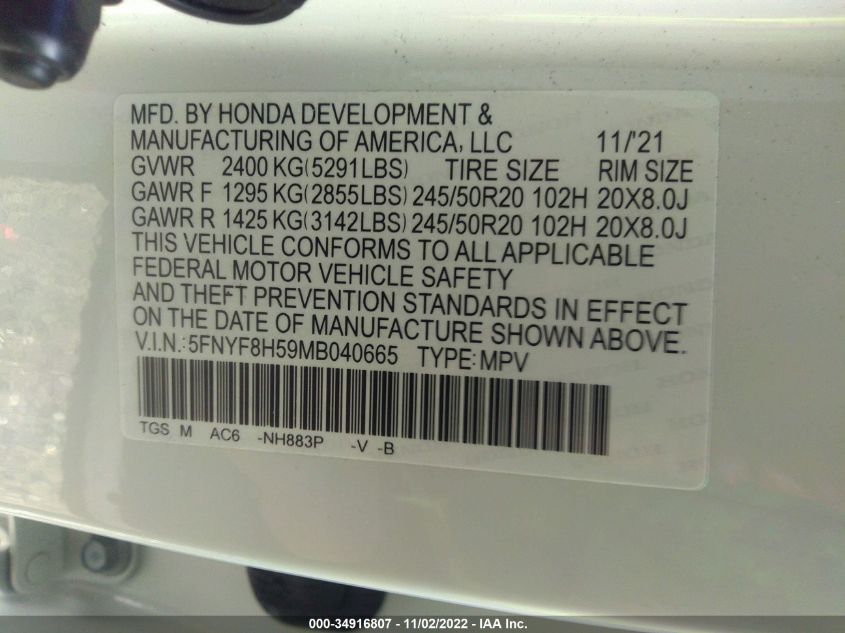 MFD. BY HONDA DEVELOPMENT &
MANUFACTURING OF AMERICA, LLC 11/'21
GVWR 2400 KG(5291LBS) TIRE SIZE RIM SIZE
GAWR F 1295 KG(2855LBS) 245/50R20 102H 20X8.0J
GAWR R 1425 KG(3142LBS) 245/50R20 102H 20X8.0J
THIS VEHICLE CONFORMS TO ALL APPLICABLE
FEDERAL MOTOR VEHICLE SAFETY
AND THEFT PREVENTION STANDARDS IN EFFECT
ON THE DATE OF MANUFACTURE SHOWN ABOVE.
V.I.N.:5FNYF8H59MB040665 TYPE:MPV
TGS M AC6 -NH883P -V -B
000-34916807 - 11/02/2022 - IAA Inc.